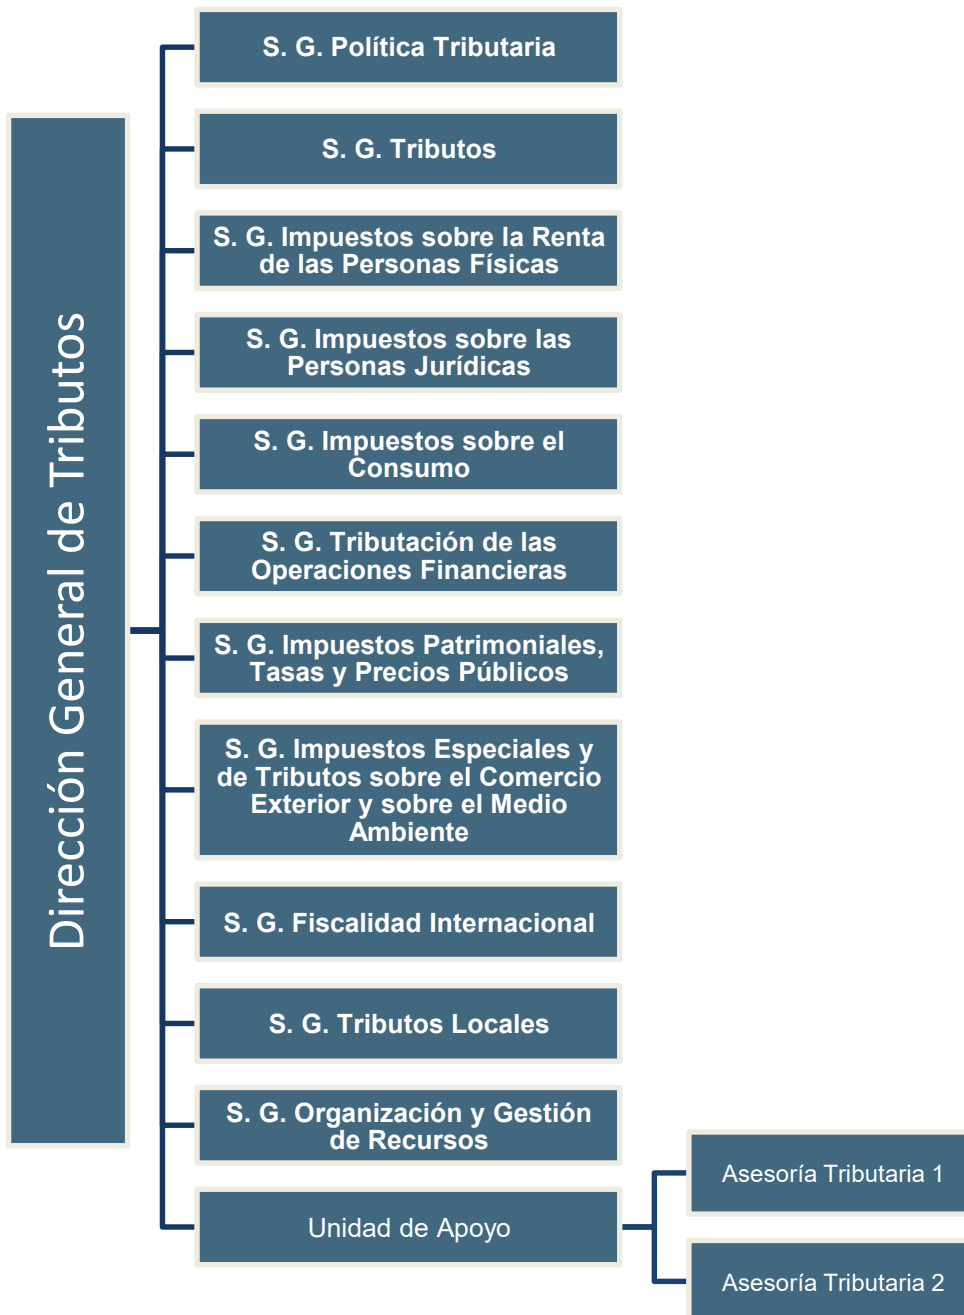 Dirección General de Tributos
S. G. Política Tributaria
S. G. Tributos
S. G. Impuestos sobre la Renta
de las Personas Físicas
S. G. Impuestos sobre las
Personas Jurídicas
S. G. Impuestos sobre el
Consumo
S. G. Tributación de las
Operaciones Financieras
S. G. Impuestos Patrimoniales,
Tasas y Precios Públicos
S. G. Impuestos Especiales y
de Tributos sobre el Comercio
Exterior y sobre el Medio
Ambiente
S. G. Fiscalidad Internacional
S. G. Tributos Locales
S. G. Organización y Gestión
de Recursos
Unidad de Apoyo
Asesoría Tributaria 1
Asesoría Tributaria 2